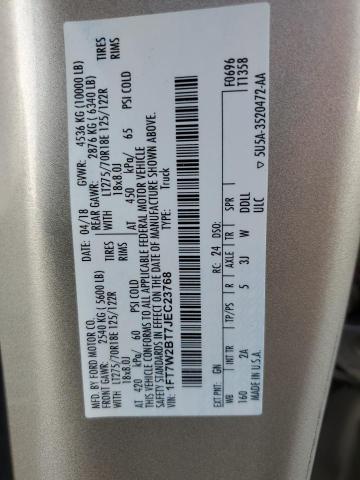 MFD. BY FORD MOTOR CO.
04/18 GVWR: 4536 KG (10000 LB)
FRONT GAWR: 2540 KG (5600 LB) REAR GAWR: 2876 KG (6340 LB)
WITH LT275/70R18E 125/122R WITH LT275/70R18E 125/122R TIRES
18x8.0J 18x8.0J RIMS
AT 420 kPa/ 60 PSI COLD AT 450 kPa/ 65 PSI COLD
THIS VEHICLE CONFORMS TO ALL APPLICABLE FEDERAL MOTOR VEHICLE
SAFETY STANDARDS IN EFFECT ON THE DATE OF MANUFACTURE SHOWN ABOVE.
VIN: 1FT7W2BT7JEC23768
TYPE: Truck
F0696
T1358
EXT PNT: GN RC: 24 DSO:
WB INT TR TP/PS R AXLE TR SPR
160 2A 5 3J W D
MADE IN U.S.A. ULC
5U5A-3520472-AA